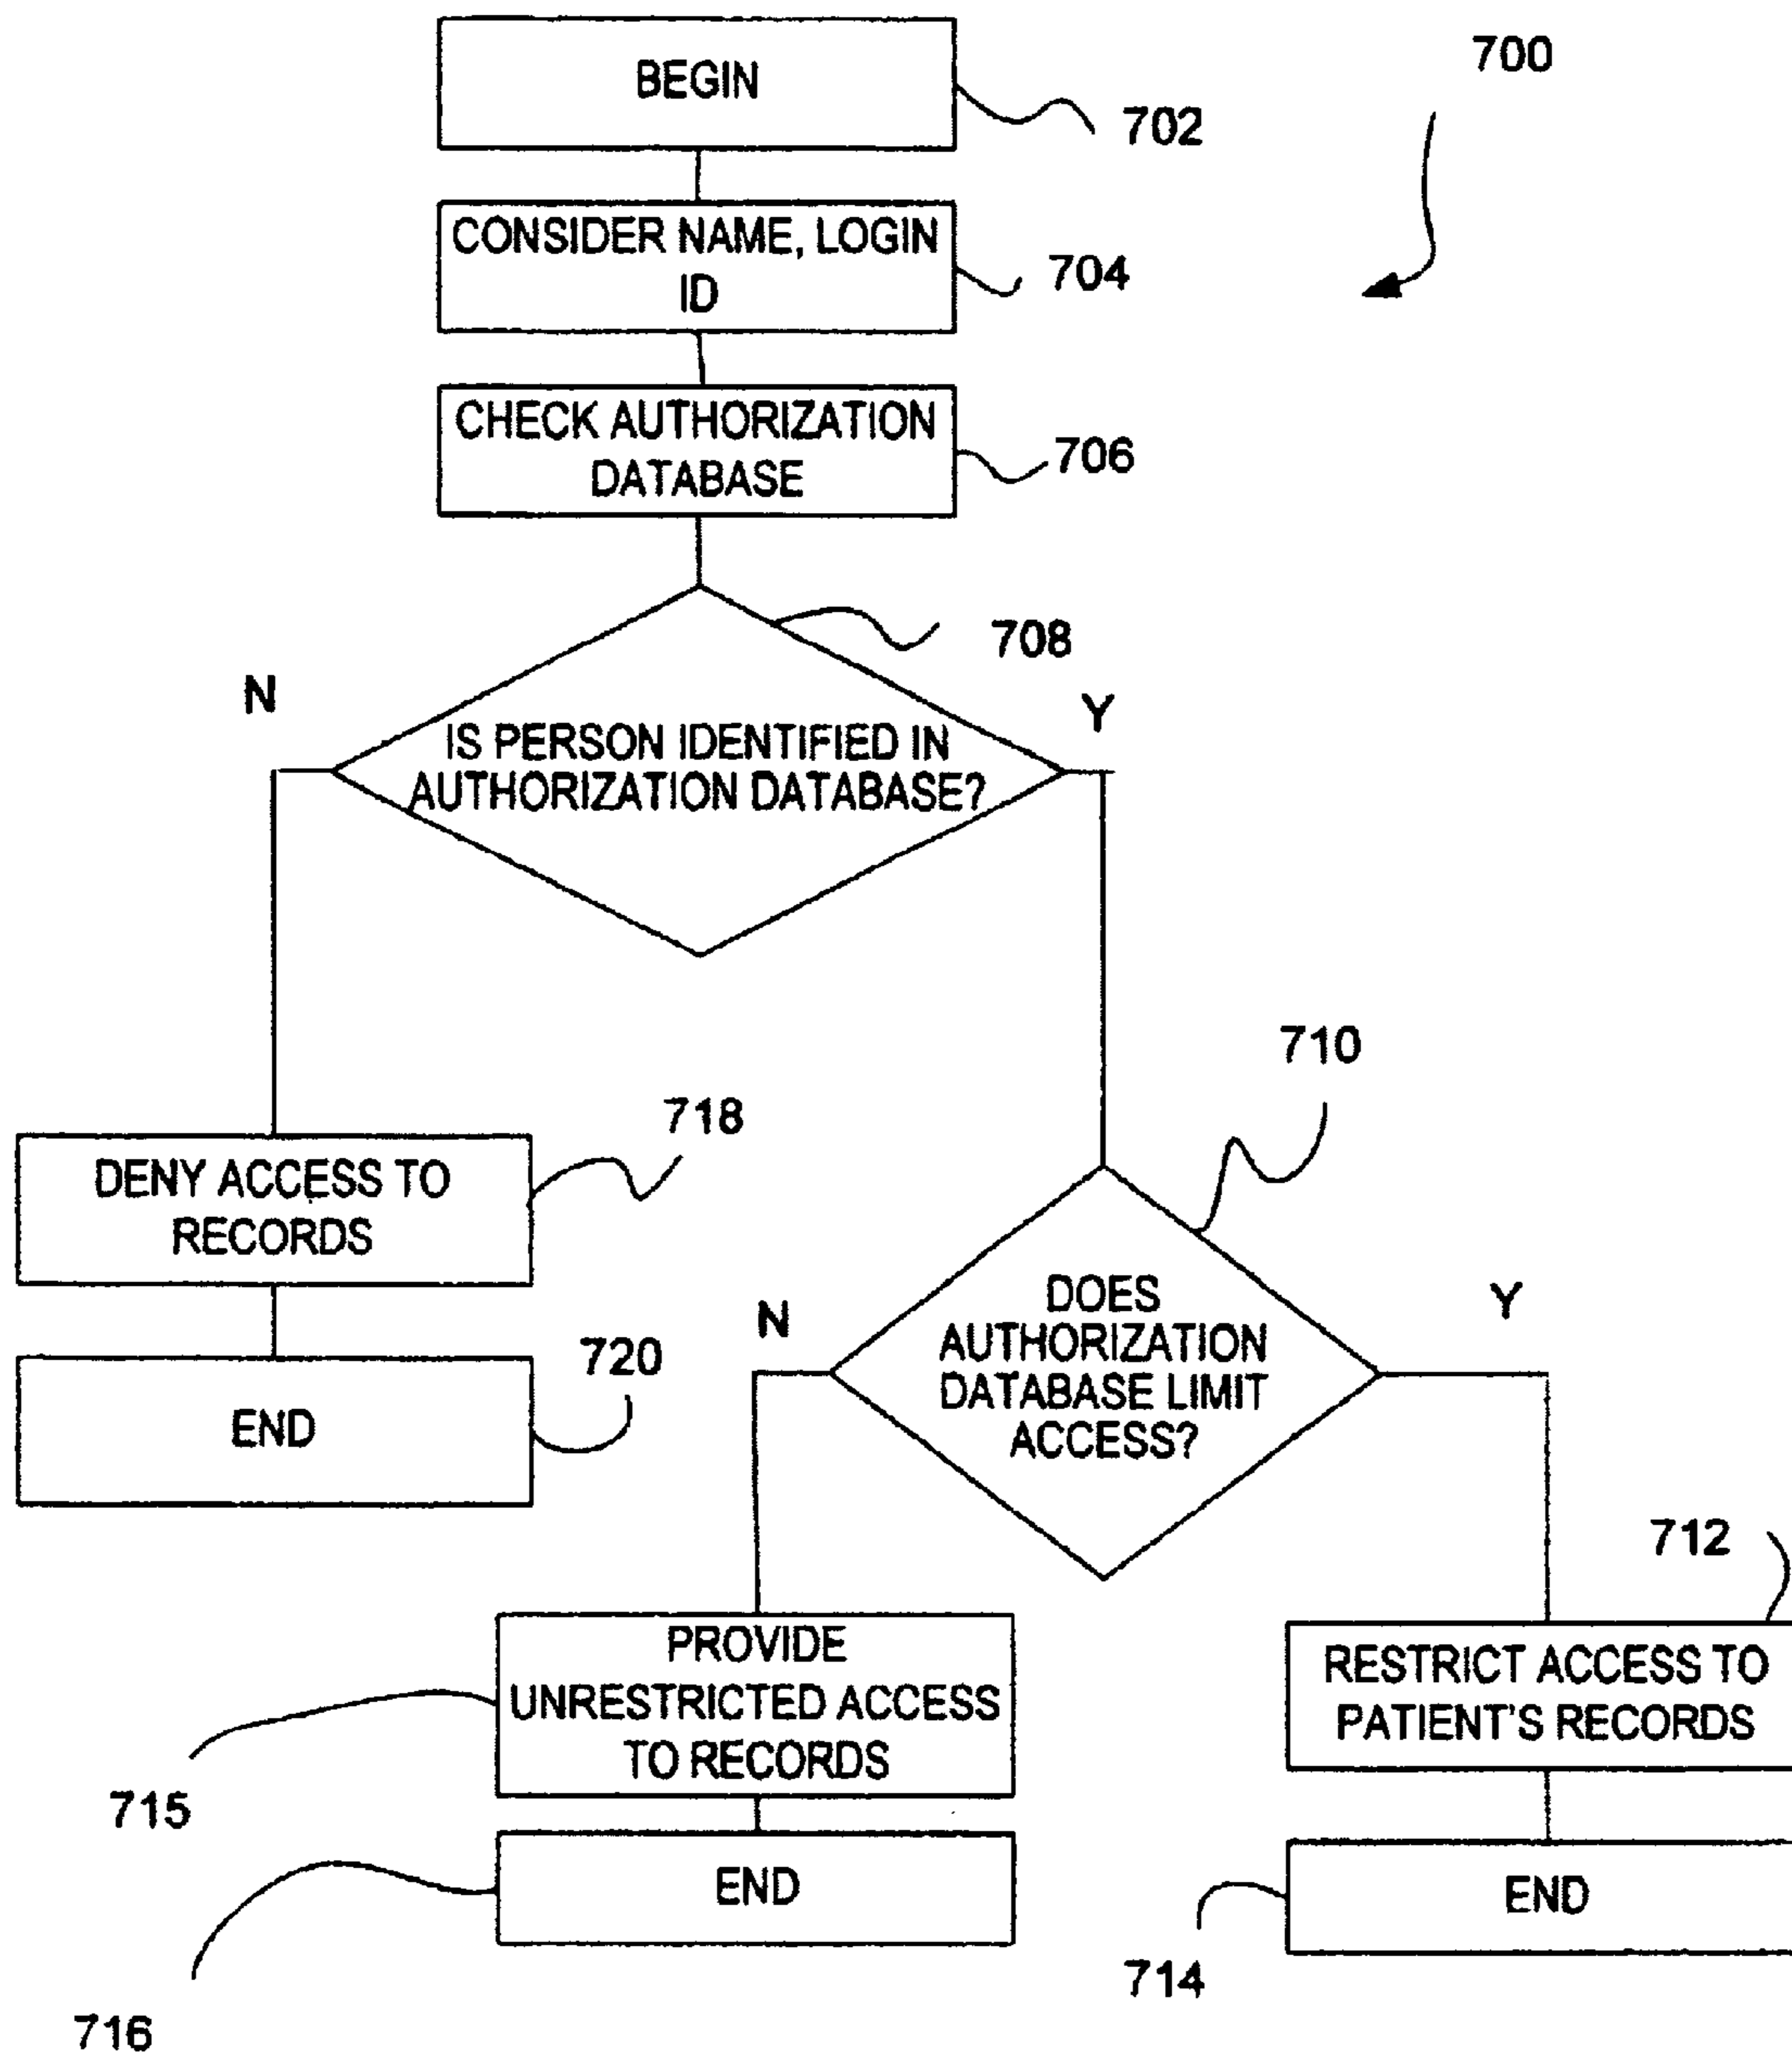 BEGIN
700
702
CONSIDER NAME, LOGIN
ID
704
CHECK AUTHORIZATION
DATABASE
706
708
N
Y
IS PERSON IDENTIFIED IN
AUTHORIZATION DATABASE?
710
718
DENY ACCESS TO
RECORDS
N
Y
DOES
AUTHORIZATION
DATABASE LIMIT
ACCESS?
720
END
712
PROVIDE
UNRESTRICTED ACCESS
TO RECORDS
RESTRICT ACCESS TO
PATIENT'S RECORDS
715
END
END
714
716